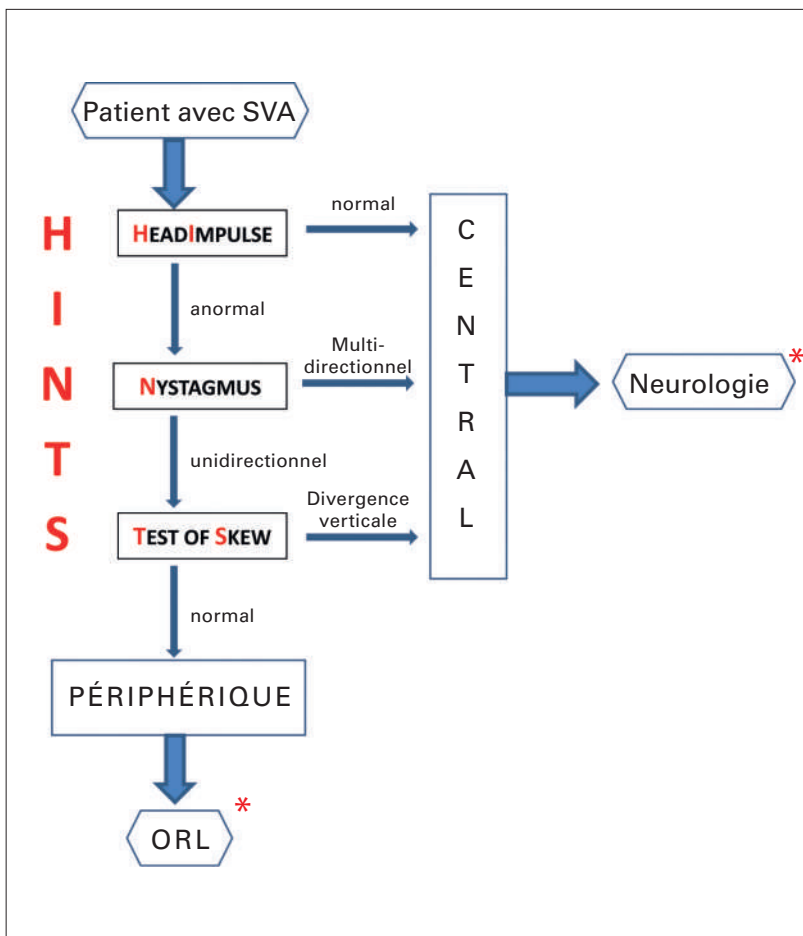 Patient avec SVA
H
I
N
T
S
HEADIMPULSE
normal
anormal
NYSTAGMUS
Multi-
directionnel
unidirectionnel
TEST OF SKEW
Divergence
verticale
normal
C
E
N
T
R
A
L
Neurologie *
PÉRIPHÉRIQUE
ORL *